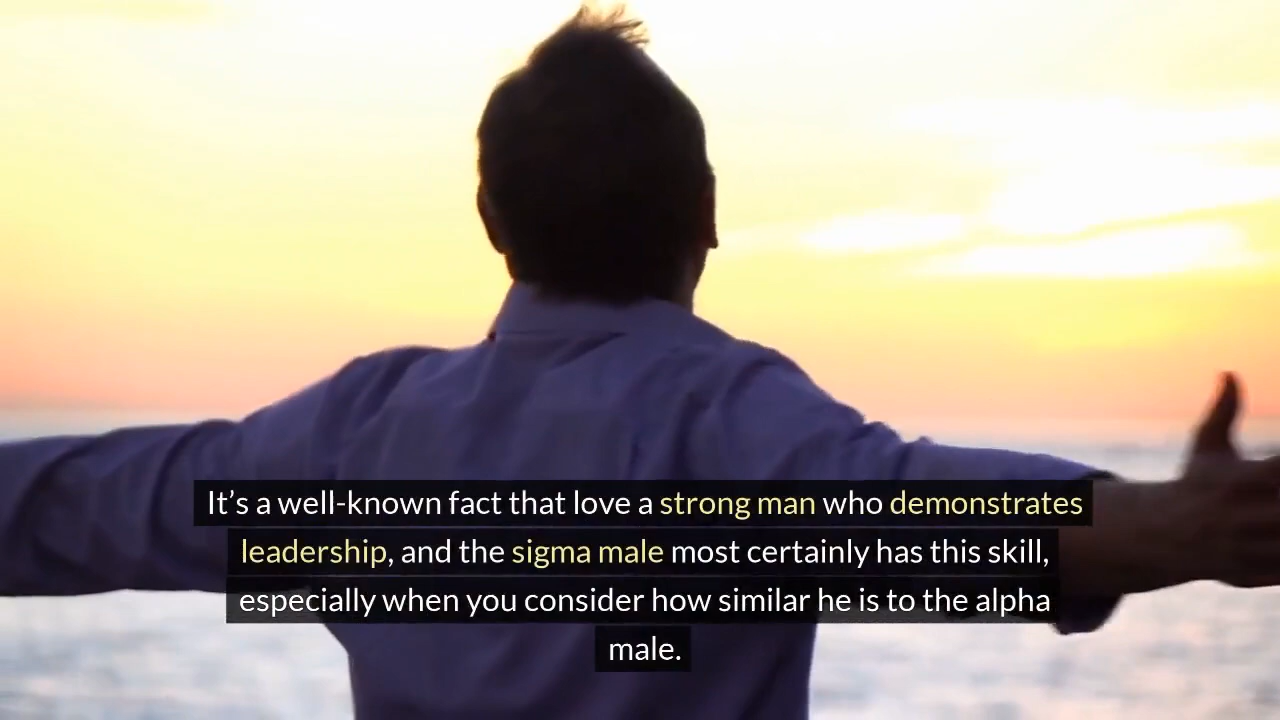 It’s a well-known fact that love a strong man who demonstrates
leadership, and the sigma male most certainly has this skill,
especially when you consider how similar he is to the alpha
male.